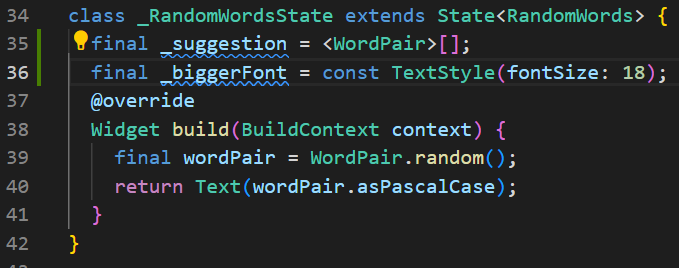 34 class _RandomWordsState extends State<RandomWords> {
35 final _suggestion = <WordPair>[];
36 final _biggerFont = const TextStyle(fontSize: 18);
37 @override
38 Widget build(BuildContext context) {
39 final wordPair = WordPair.random();
40 return Text(wordPair.asPascalCase);
41 }
42 }